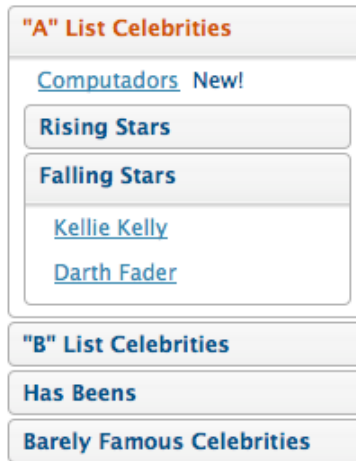 "A" List Celebrities
Computadors New!
Rising Stars
Falling Stars
Kellie Kelly
Darth Fader
"B" List Celebrities
Has Beens
Barely Famous Celebrities